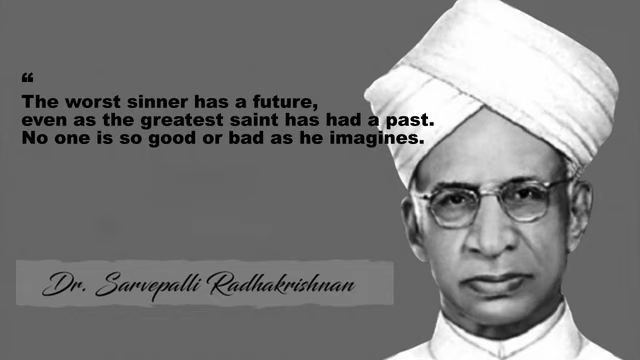 “
The worst sinner has a future,
even as the greatest saint has had a past.
No one is so good or bad as he imagines.
Dr. Sarvepalli Radhakrishnan